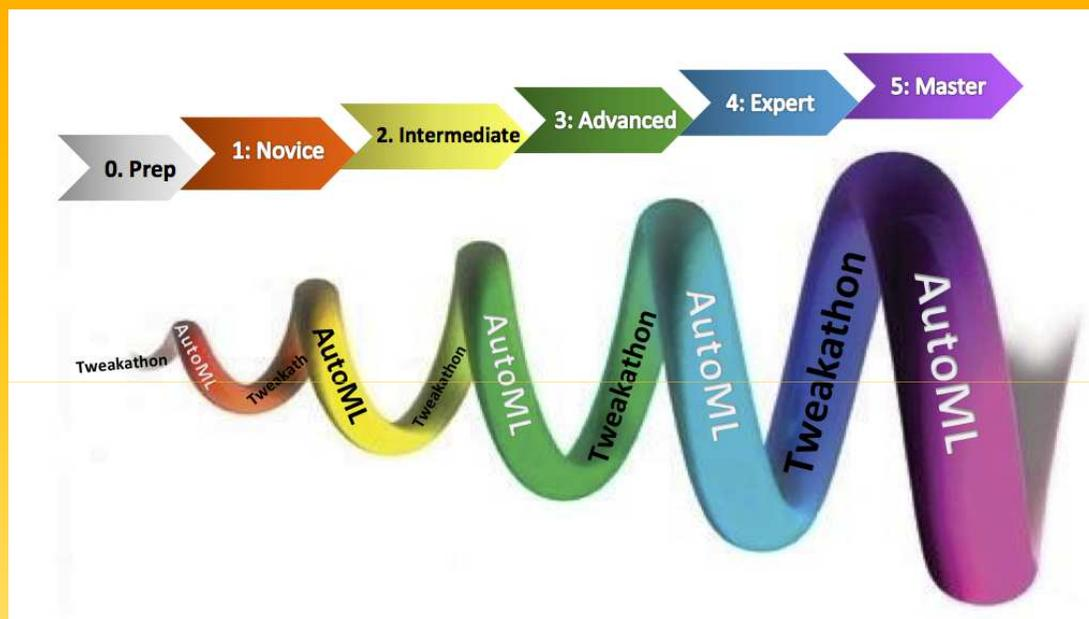 0. Prep
1: Novice
2. Intermediate
3: Advanced
4: Expert
5: Master
Tweakathon
AutoML
Tweakath
AutoML
Tweakathon
AutoML
Tweakathon
AutoML
Tweakathon
AutoML